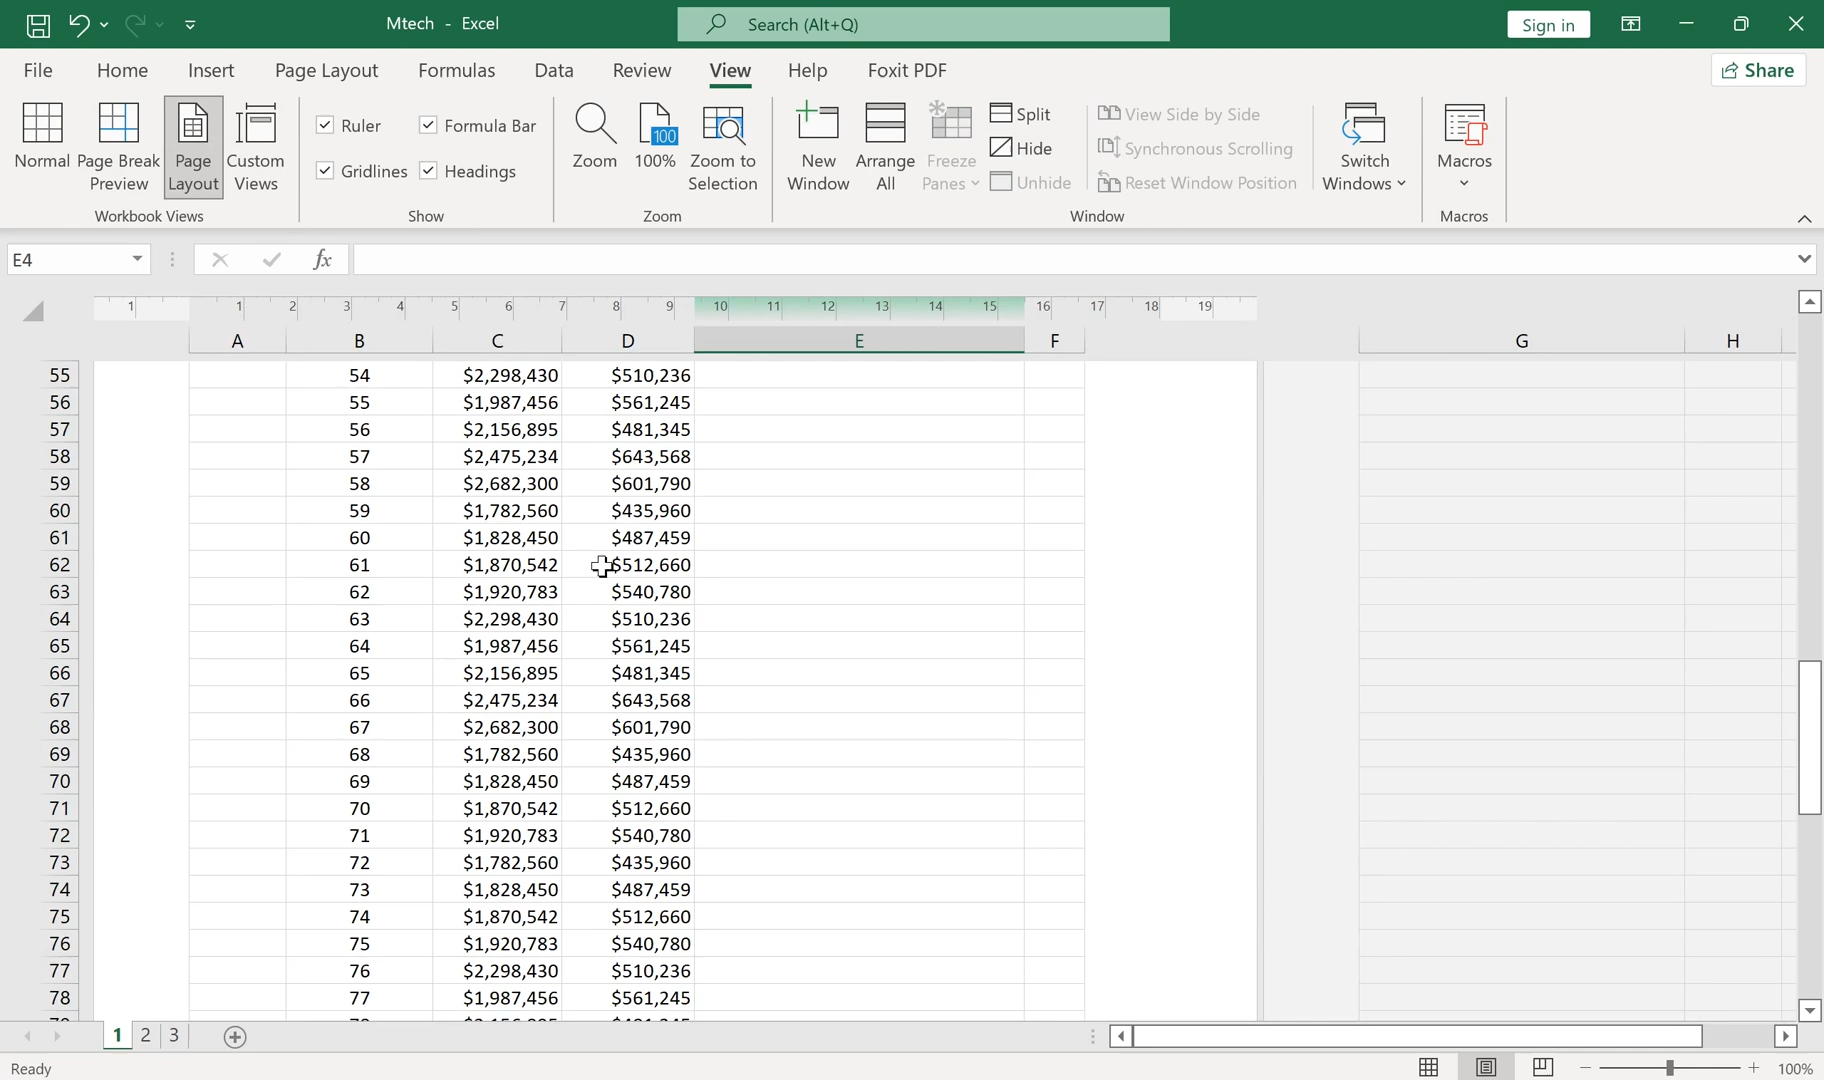 Mtech - Excel
Search (Alt+Q)
Sign in
File Home Insert Page Layout Formulas Data Review View Help Foxit PDF
Share
Normal
Page Break Preview
Page Layout
Custom Views
Workbook Views
Ruler Formula Bar
Gridlines Headings
Show
Zoom
100
100%
Zoom to Selection
Zoom
New Window
Arrange All
Freeze Panes
Split
Hide
Unhide
View Side by Side
Synchronous Scrolling
Reset Window Position
Window
Switch Windows
Macros
Macros
E4
fx
1 1 2 3 4 5 6 7 8 9 10 11 12 13 14 15 16 17 18 19
A B C D E F G H
55 54 $2,298,430 $510,236
56 55 $1,987,456 $561,245
57 56 $2,156,895 $481,345
58 57 $2,475,234 $643,568
59 58 $2,682,300 $601,790
60 59 $1,782,560 $435,960
61 60 $1,828,450 $487,459
62 61 $1,870,542 $512,660
63 62 $1,920,783 $540,780
64 63 $2,298,430 $510,236
65 64 $1,987,456 $561,245
66 65 $2,156,895 $481,345
67 66 $2,475,234 $643,568
68 67 $2,682,300 $601,790
69 68 $1,782,560 $435,960
70 69 $1,828,450 $487,459
71 70 $1,870,542 $512,660
72 71 $1,920,783 $540,780
73 72 $1,782,560 $435,960
74 73 $1,828,450 $487,459
75 74 $1,870,542 $512,660
76 75 $1,920,783 $540,780
77 76 $2,298,430 $510,236
78 77 $1,987,456 $561,245
1 2 3
Ready
100%